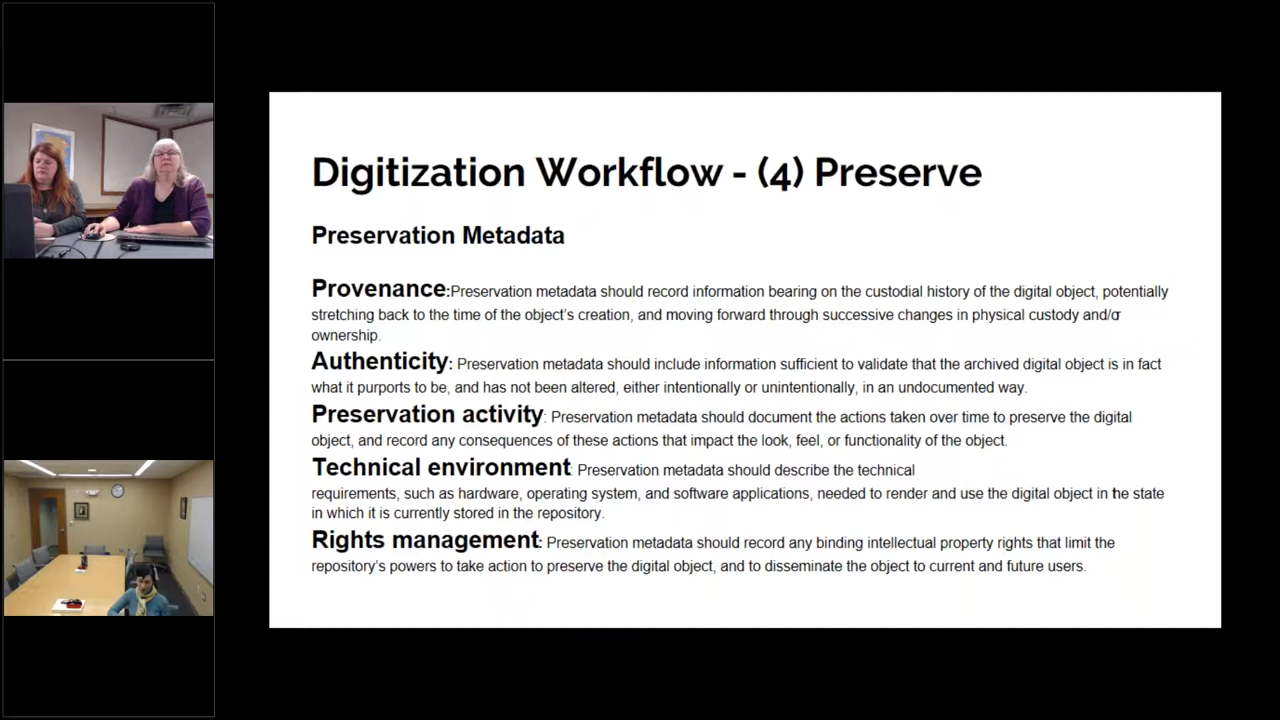 Digitization Workflow - (4) Preserve
Preservation Metadata
Provenance:Preservation metadata should record information bearing on the custodial history of the digital object, potentially
stretching back to the time of the object's creation, and moving forward through successive changes in physical custody and/or
ownership.
Authenticity: Preservation metadata should include information sufficient to validate that the archived digital object is in fact
what it purports to be, and has not been altered, either intentionally or unintentionally, in an undocumented way.
Preservation activity: Preservation metadata should document the actions taken over time to preserve the digital
object, and record any consequences of these actions that impact the look, feel, or functionality of the object.
Technical environment: Preservation metadata should describe the technical
requirements, such as hardware, operating system, and software applications, needed to render and use the digital object in the state
in which it is currently stored in the repository.
Rights management: Preservation metadata should record any binding intellectual property rights that limit the
repository's powers to take action to preserve the digital object, and to disseminate the object to current and future users.